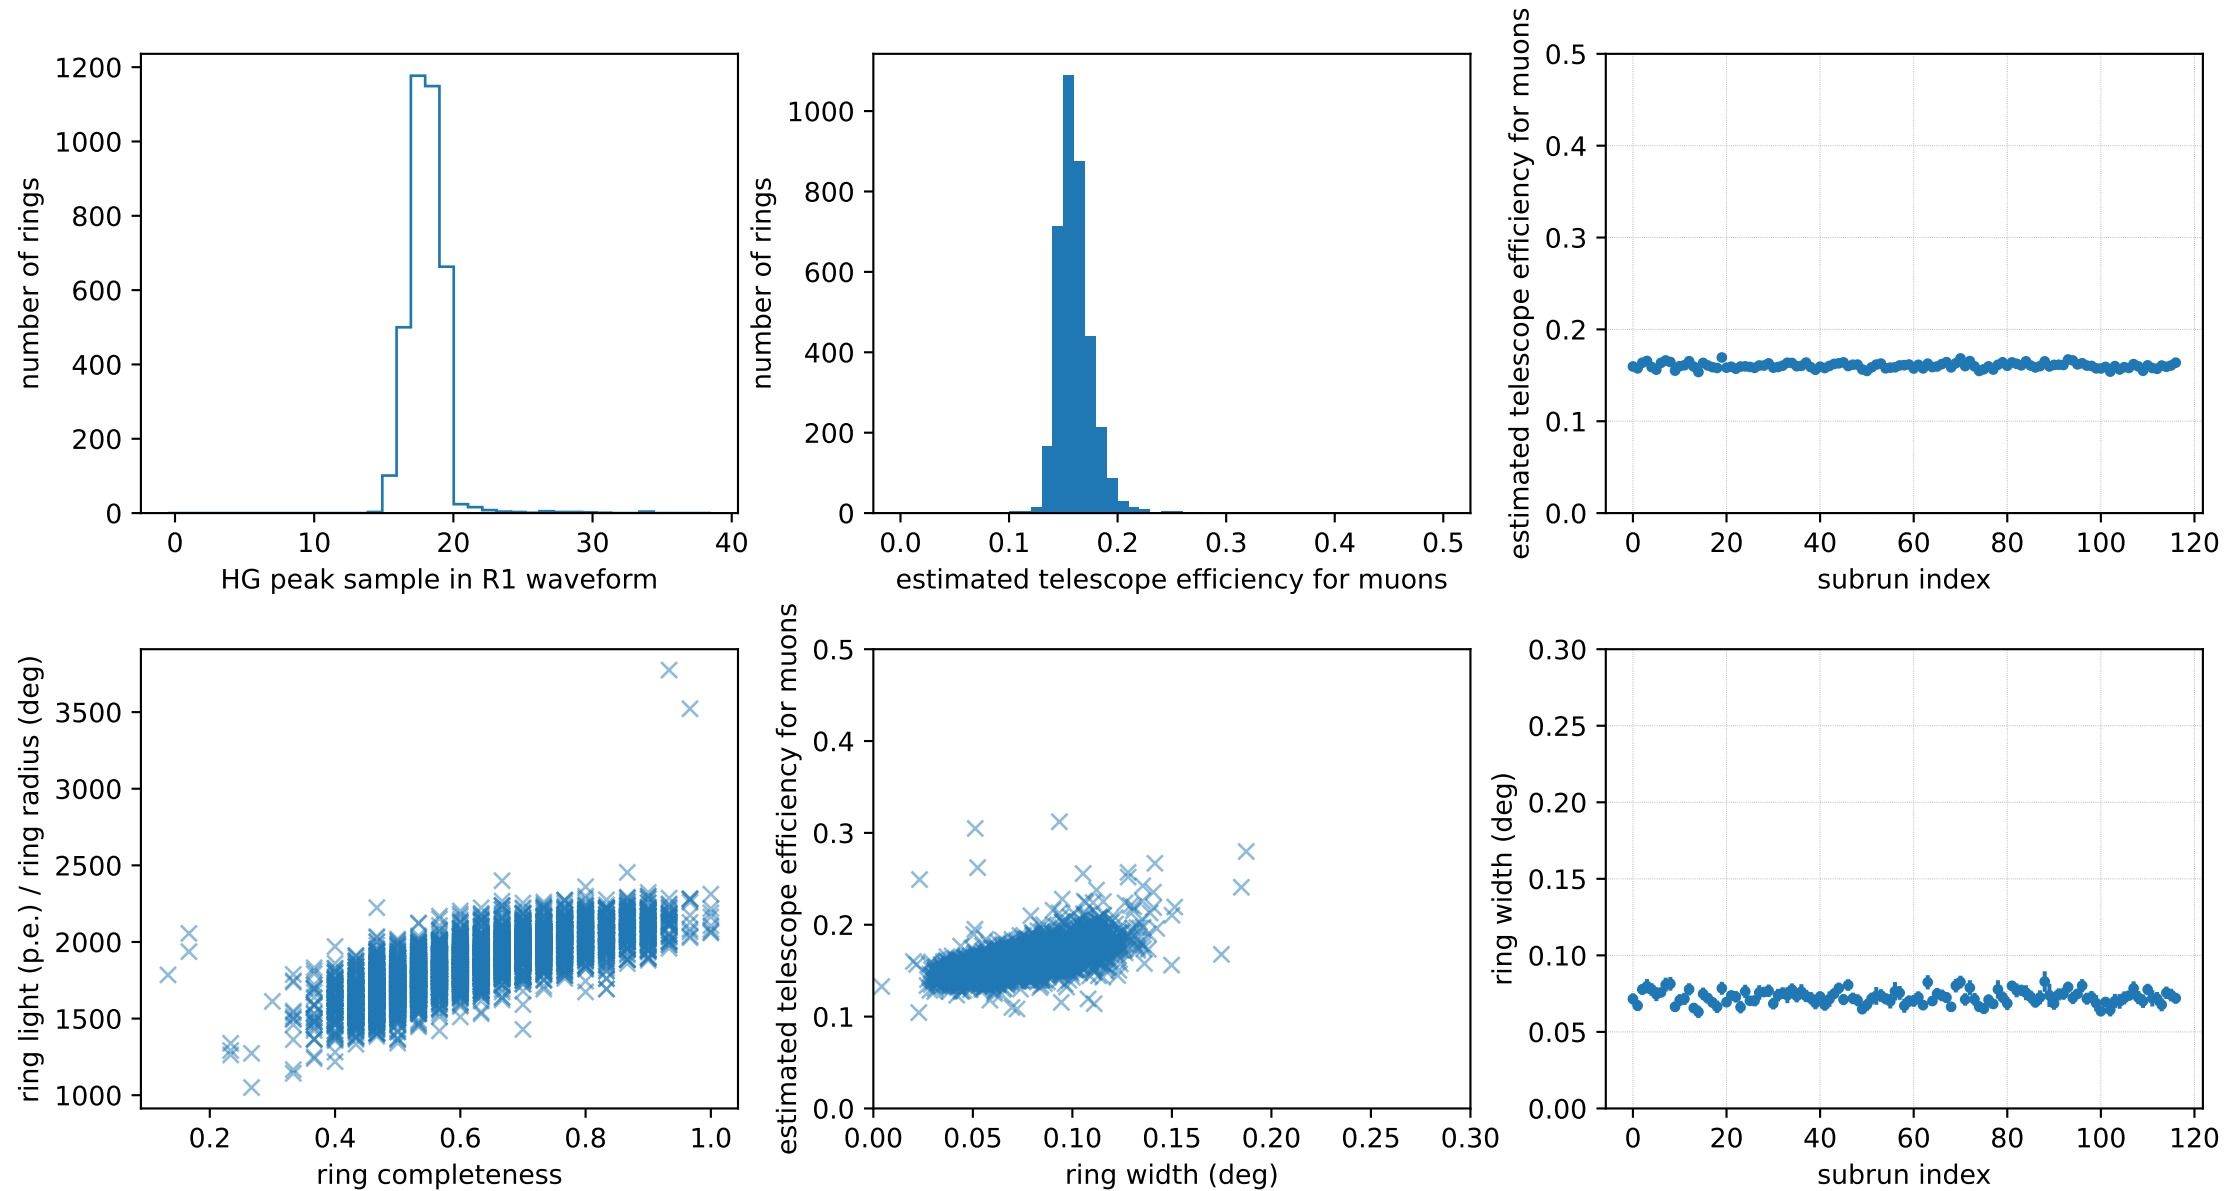 number of rings
1200
1000
800
600
400
200
0
0 10 20 30 40
HG peak sample in R1 waveform
number of rings
1000
800
600
400
200
0
0.0 0.1 0.2 0.3 0.4 0.5
estimated telescope efficiency for muons
estimated telescope efficiency for muons
0.5
0.4
0.3
0.2
0.1
0.0
0 20 40 60 80 100 120
subrun index
ring light (p.e.) / ring radius (deg)
3500
3000
2500
2000
1500
1000
0.2 0.4 0.6 0.8 1.0
ring completeness
estimated telescope efficiency for muons
0.5
0.4
0.3
0.2
0.1
0.0
0.00 0.05 0.10 0.15 0.20 0.25 0.30
ring width (deg)
ring width (deg)
0.30
0.25
0.20
0.15
0.10
0.05
0.00
0 20 40 60 80 100 120
subrun index